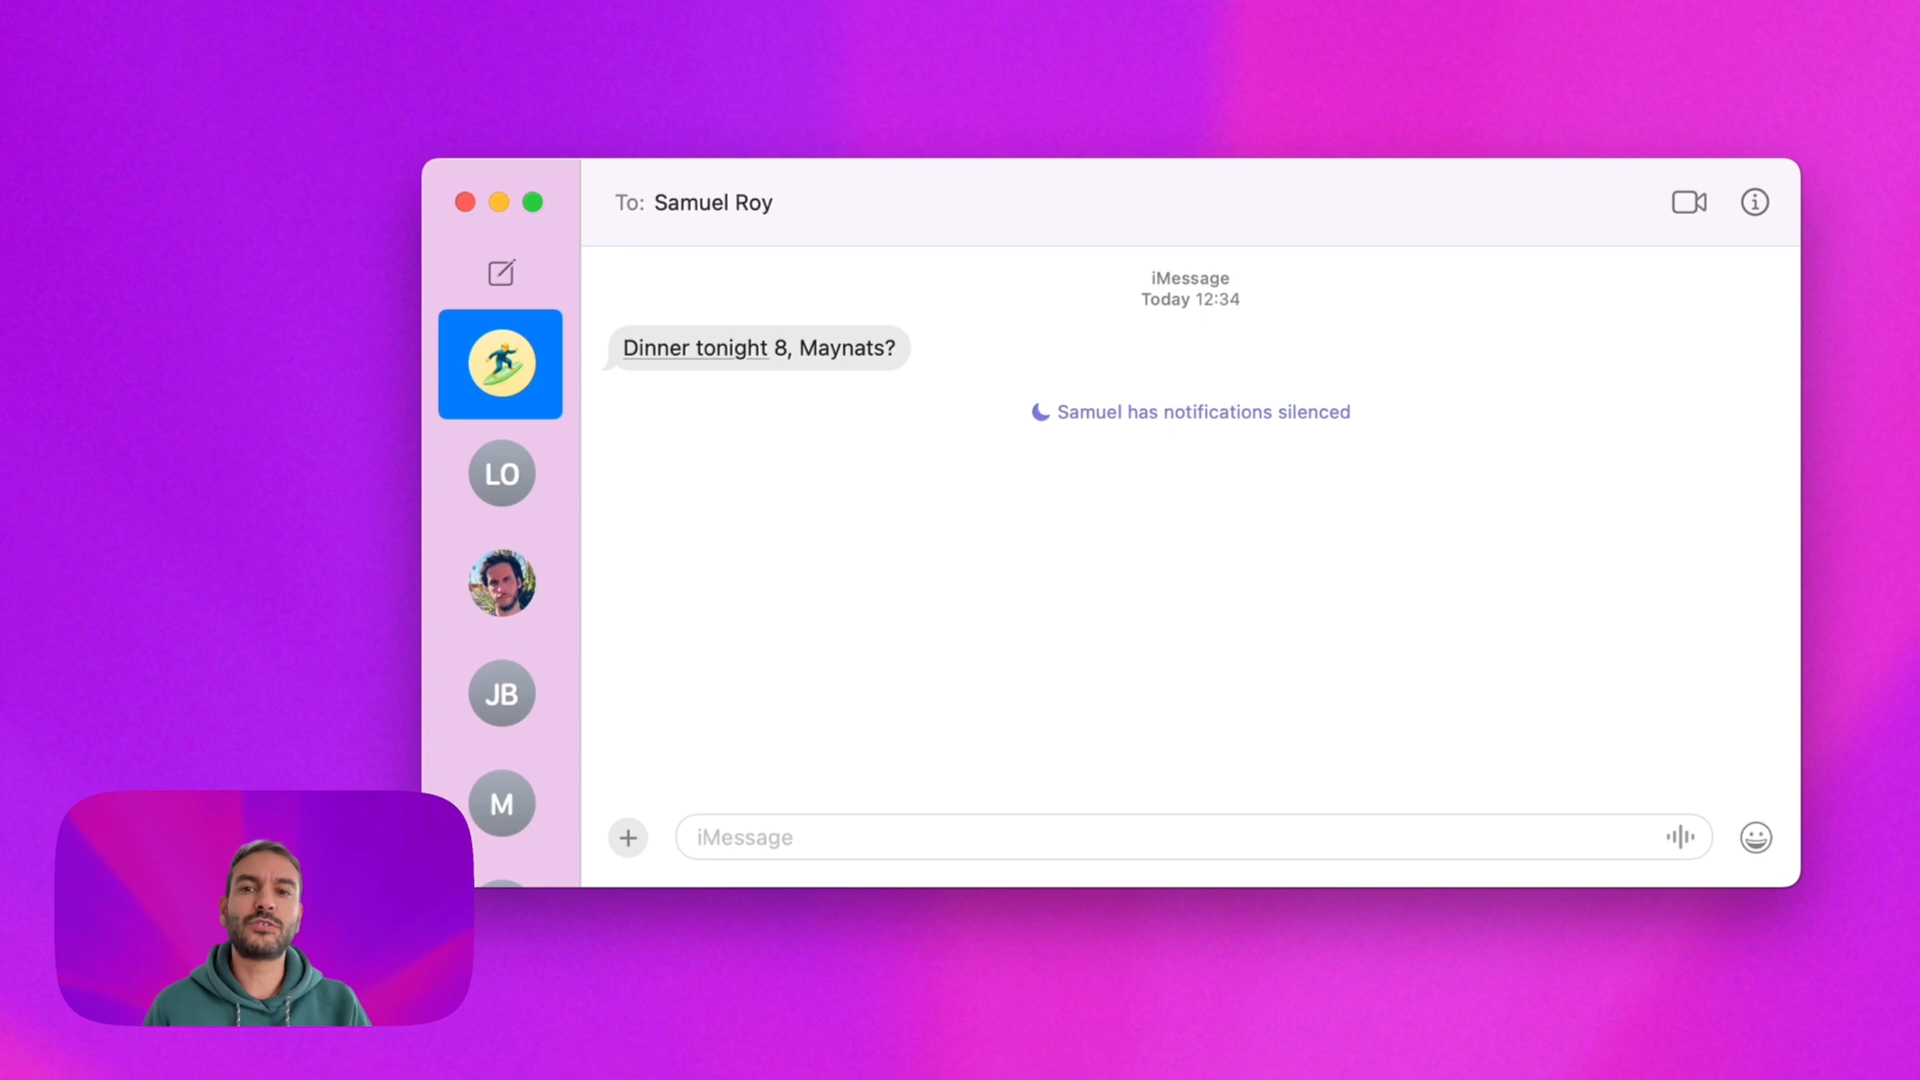 To: Samuel Roy
iMessage
Today 12:34
Dinner tonight 8, Maynats?
Samuel has notifications silenced
LO
JB
M
iMessage